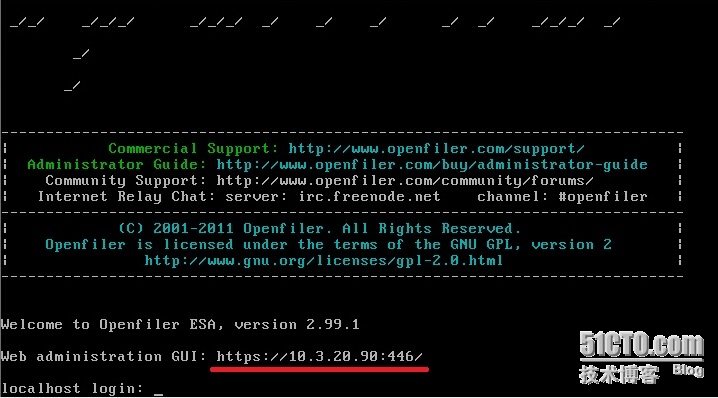 Commercial Support: http://www.openfiler.com/support/
Administrator Guide: http://www.openfiler.com/buy/administrator-guide
Community Support: http://www.openfiler.com/community/forums/
Internet Relay Chat: server: irc.freenode.net channel: #openfiler
(C) 2001-2011 Openfiler. All Rights Reserved.
Openfiler is licensed under the terms of the GNU GPL, version 2
http://www.gnu.org/licenses/gpl-2.0.html
Welcome to Openfiler ESA, version 2.99.1
Web administration GUI: https://10.3.20.90:446/
localhost login: _
51CTO.com
技术博客 Blog